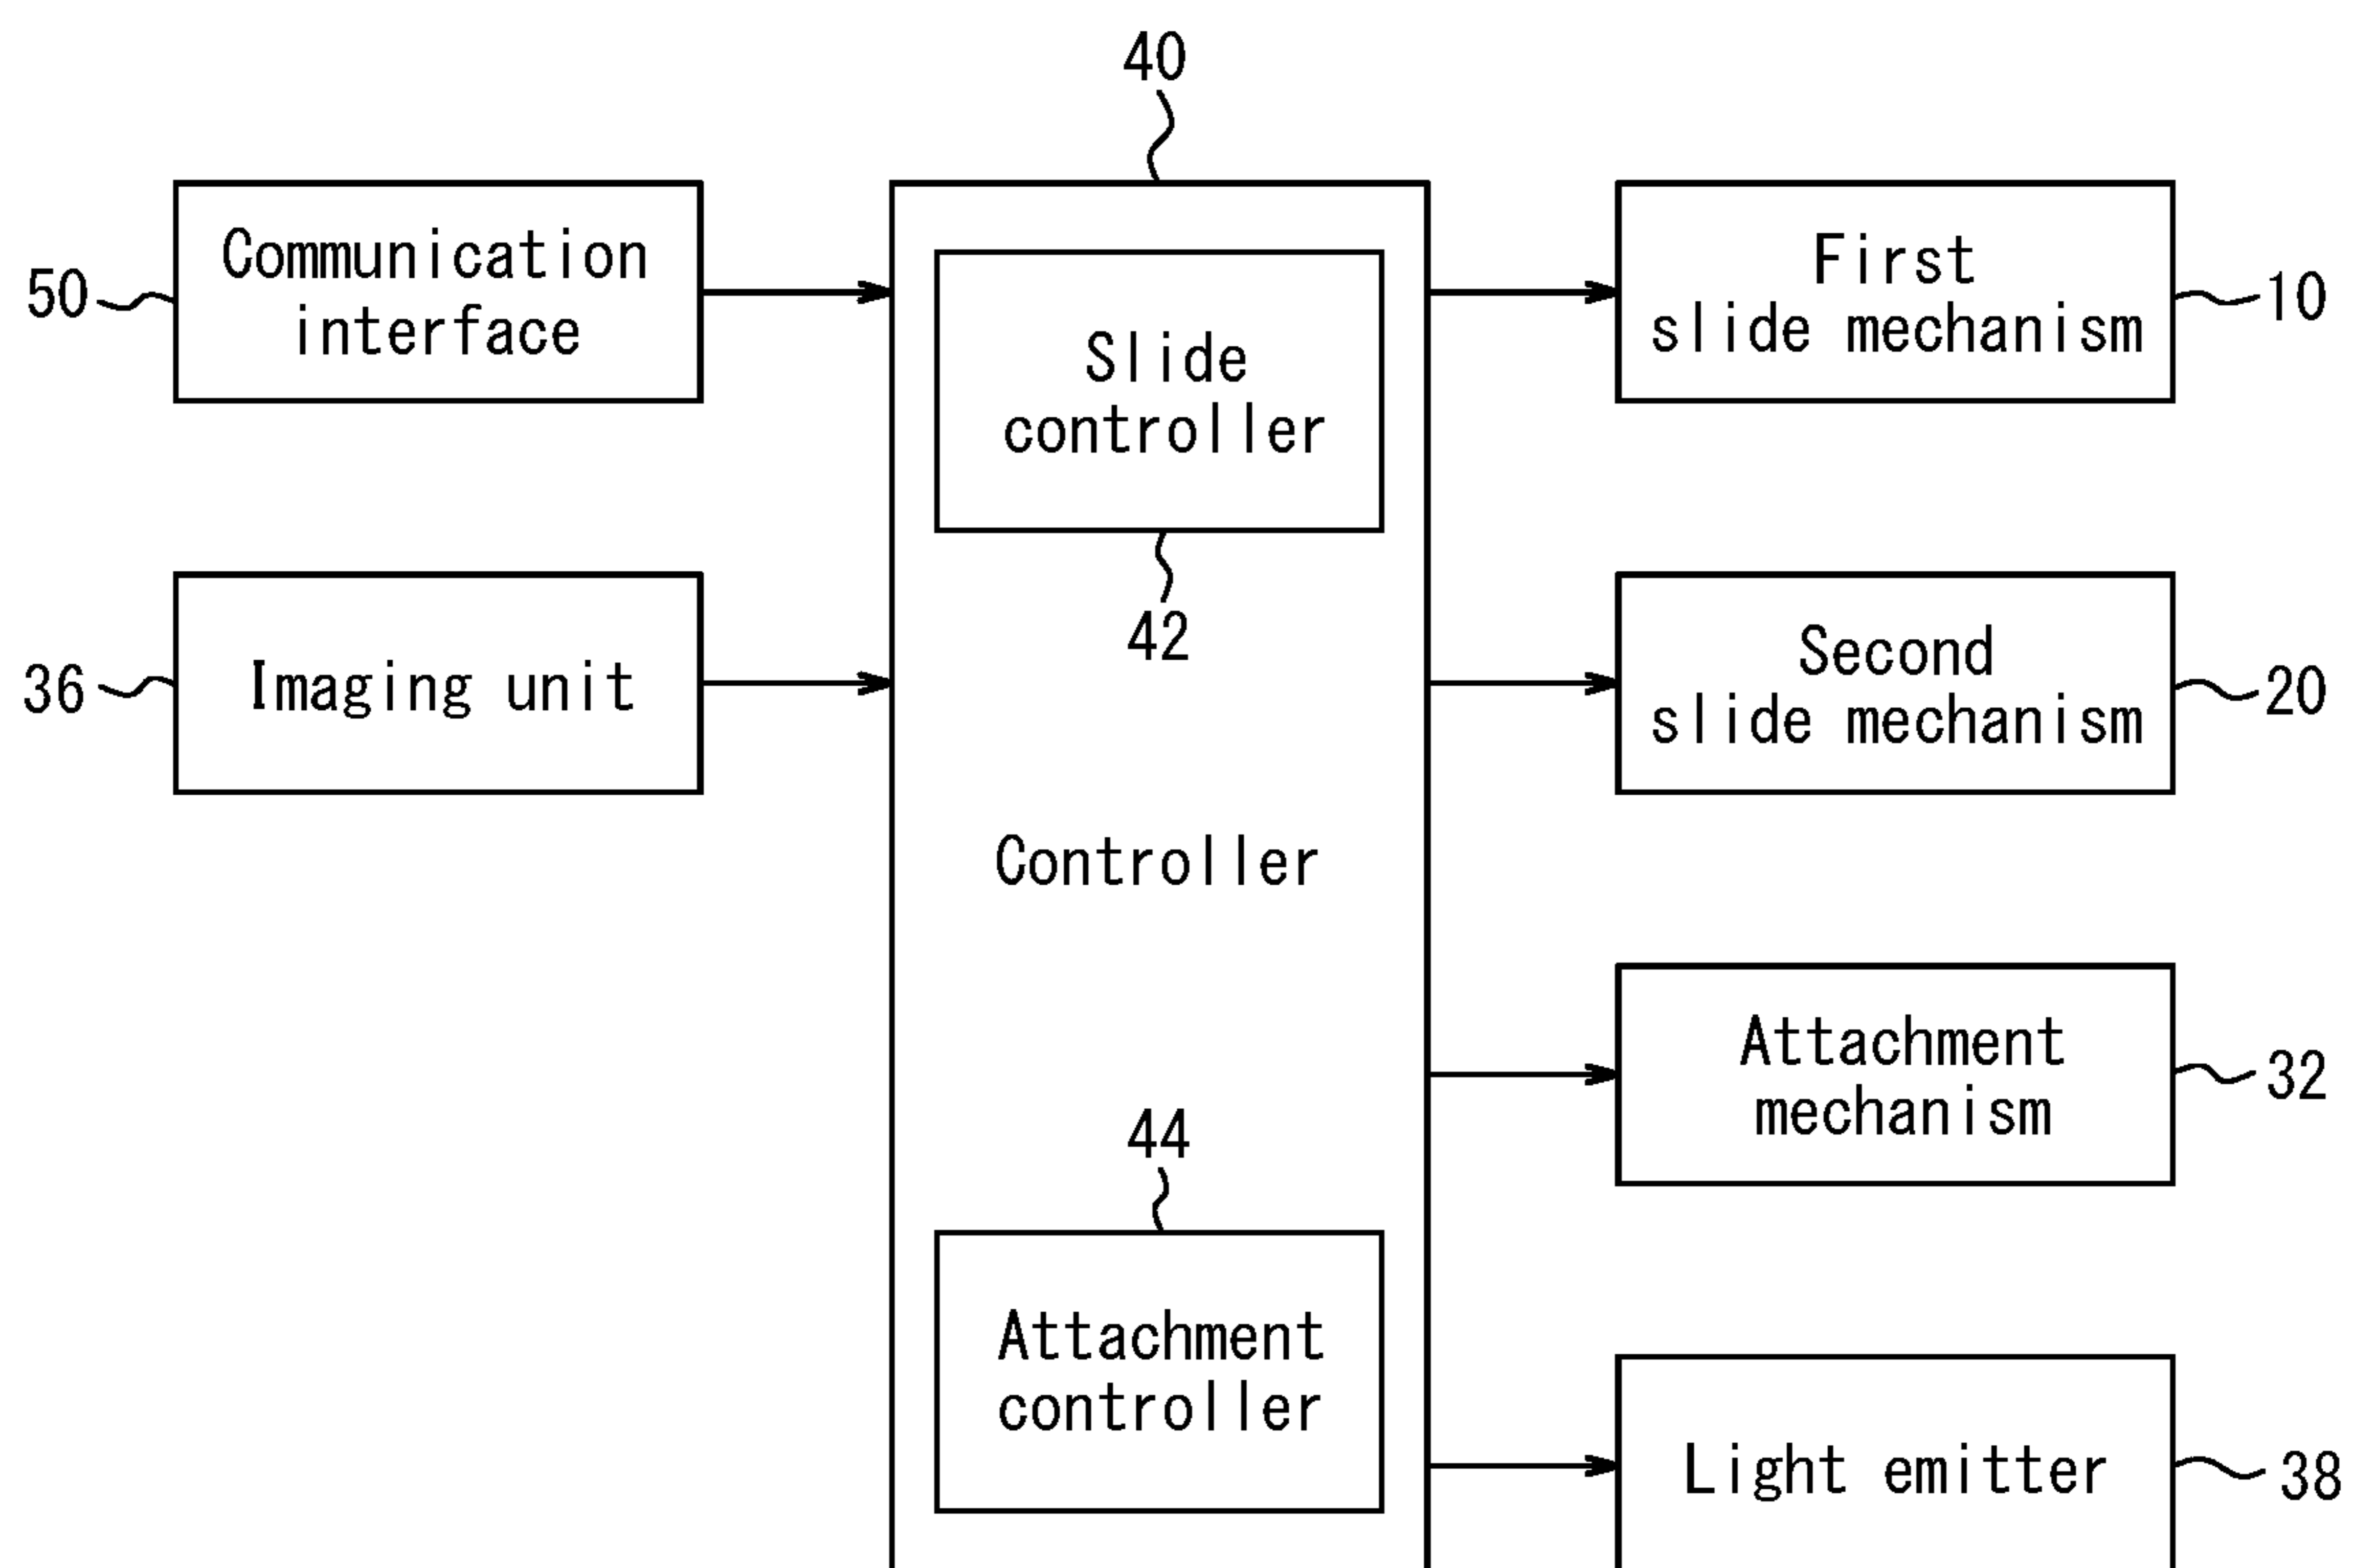 40
Communication
interface
50
Imaging unit
36
Slide
controller
42
Controller
44
Attachment
controller
First
slide mechanism
10
Second
slide mechanism
20
Attachment
mechanism
32
Light emitter
38